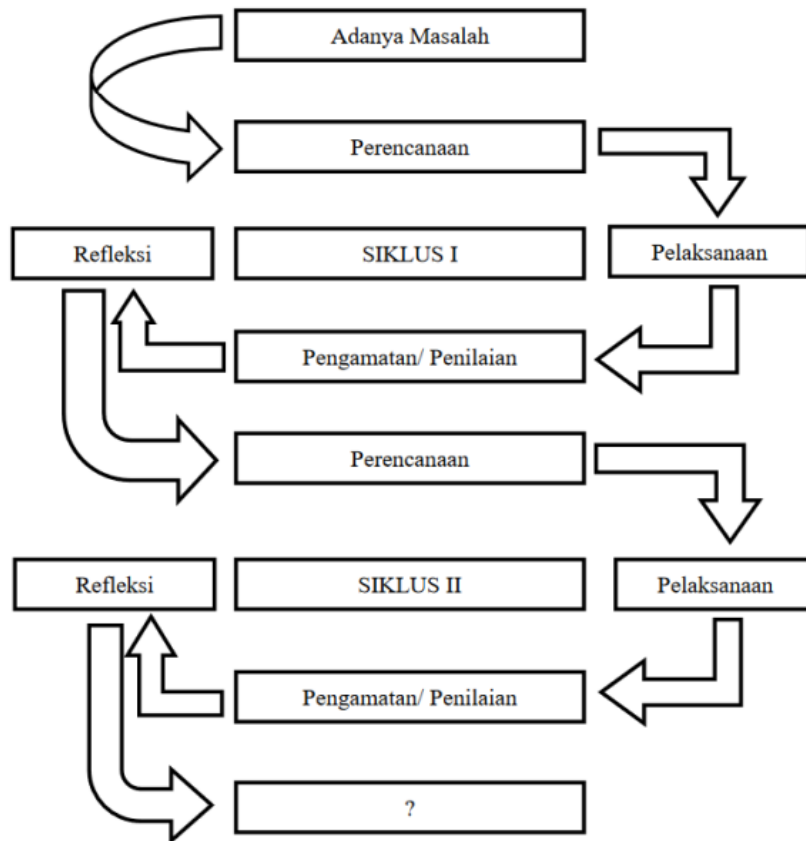 Adanya Masalah
Perencanaan
Refleksi
SIKLUS I
Pelaksanaan
Pengamatan/ Penilaian
Perencanaan
Refleksi
SIKLUS II
Pelaksanaan
Pengamatan/ Penilaian
?